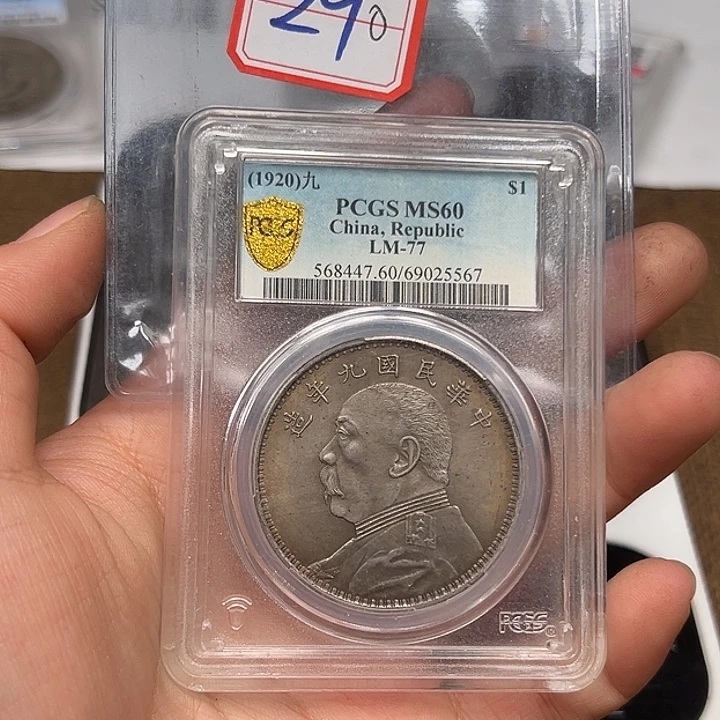 290
(1920)九
$1
PCGS
PCGS MS60
China, Republic
LM-77
568447.60/69025567
中華民國九年造
PCGS